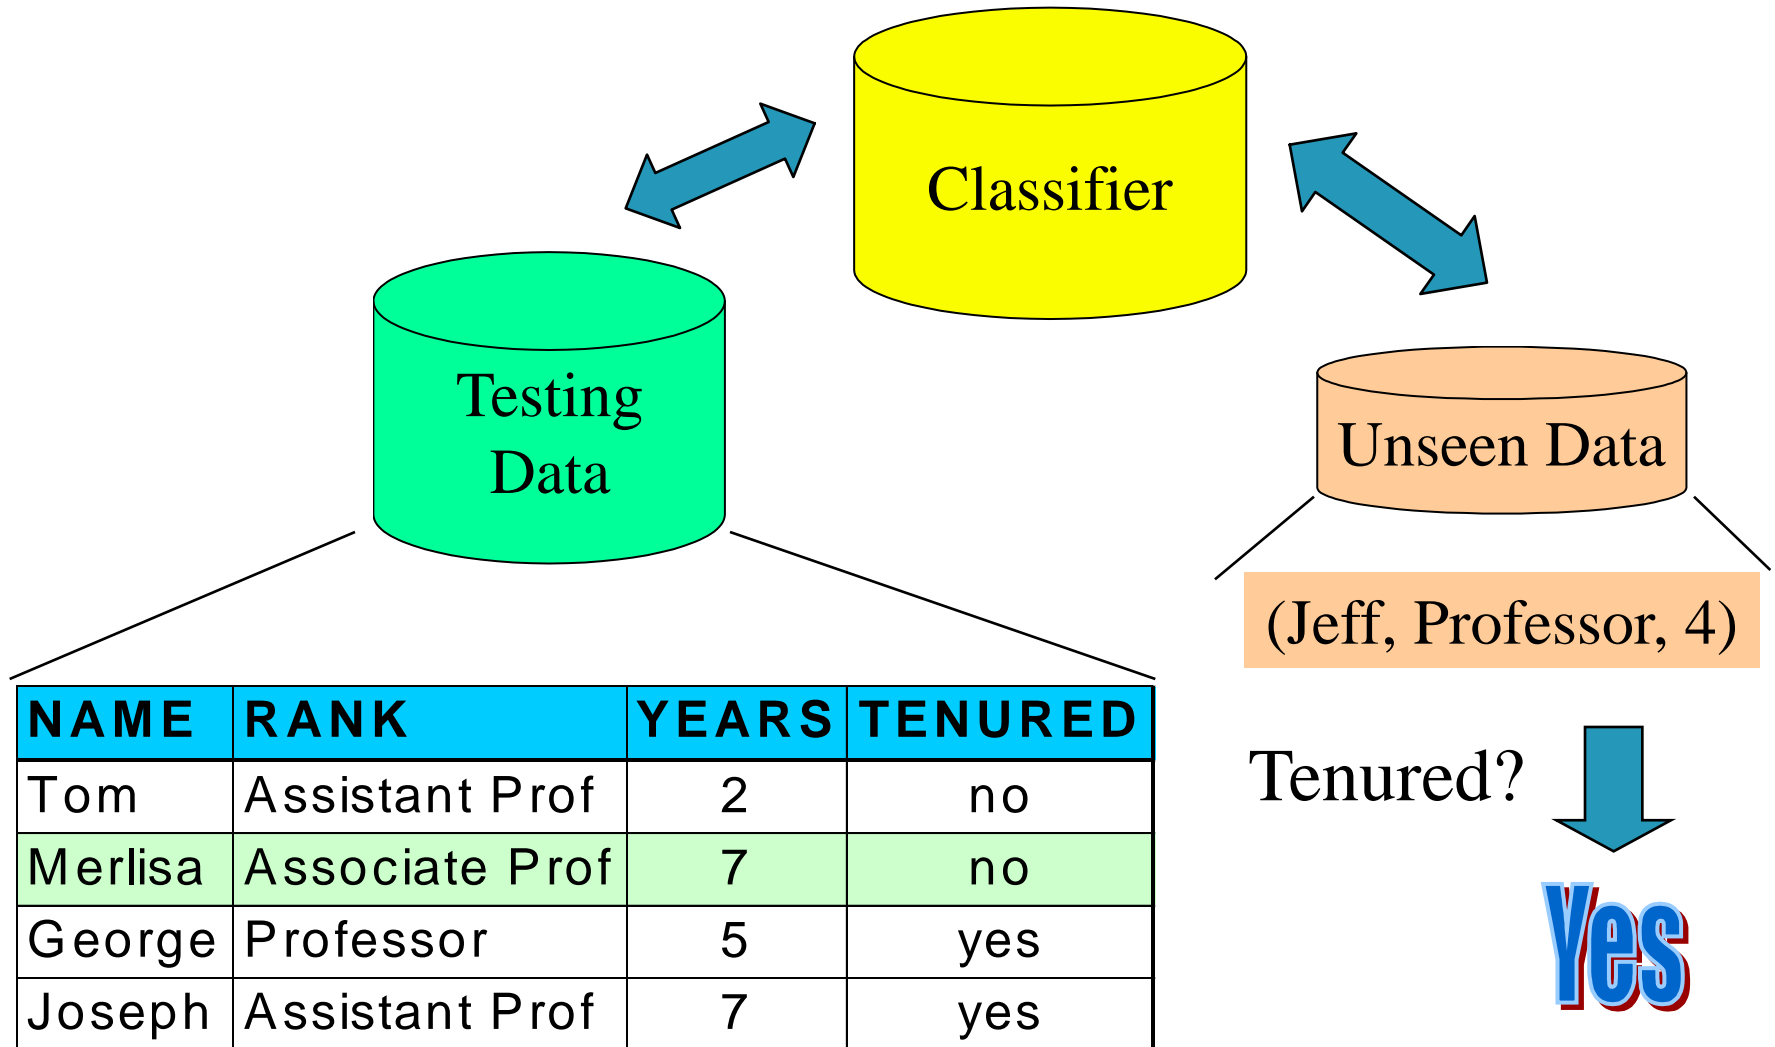 Classifier
Testing
Data
Unseen Data
(Jeff, Professor, 4)
NAME RANK YEARS TENURED
Tom Assistant Prof 2 no
Merlisa Associate Prof 7 no
George Professor 5 yes
Joseph Assistant Prof 7 yes
Tenured?
Yes